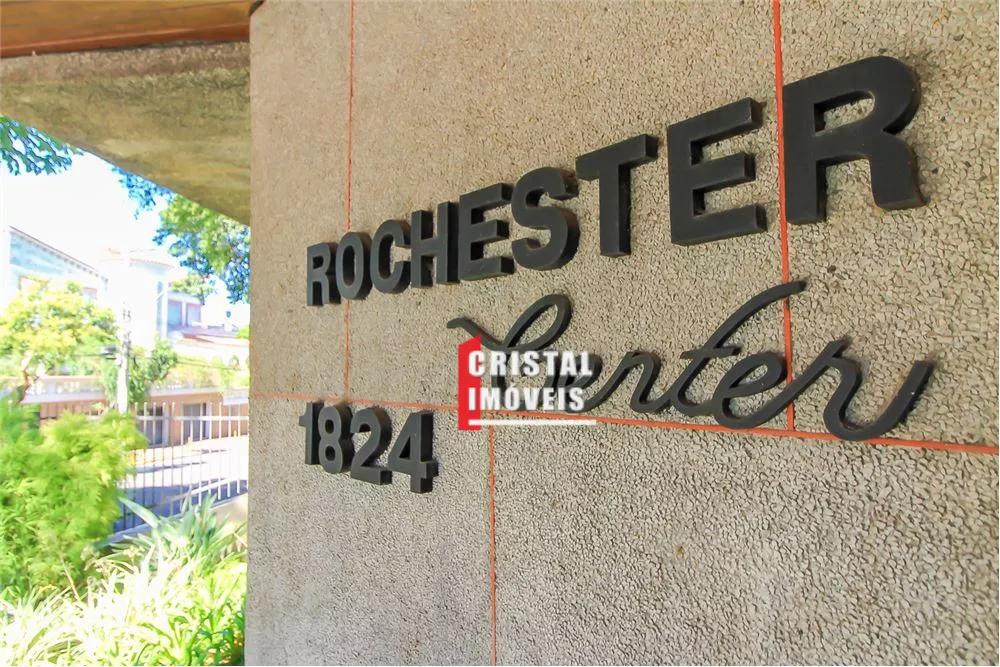 ROCHESTER
Center
1824
CRISTAL
IMÓVEIS